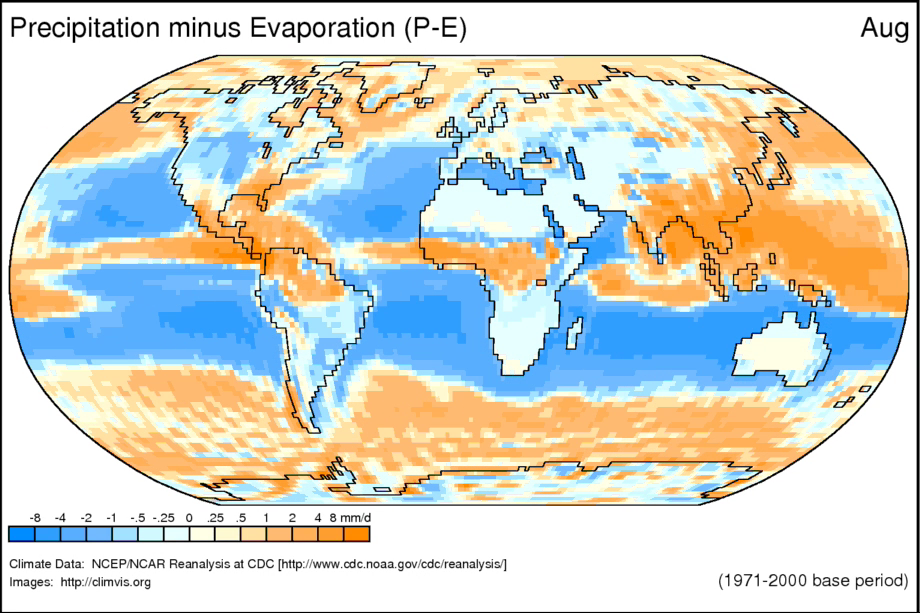 Precipitation minus Evaporation (P-E) Aug
-8 -4 -2 -1 -.5 -.25 0 .25 .5 1 2 4 8 mm/d
Climate Data: NCEP/NCAR Reanalysis at CDC [http://www.cdc.noaa.gov/cdc/reanalysis/]
Images: http://climvis.org (1971-2000 base period)